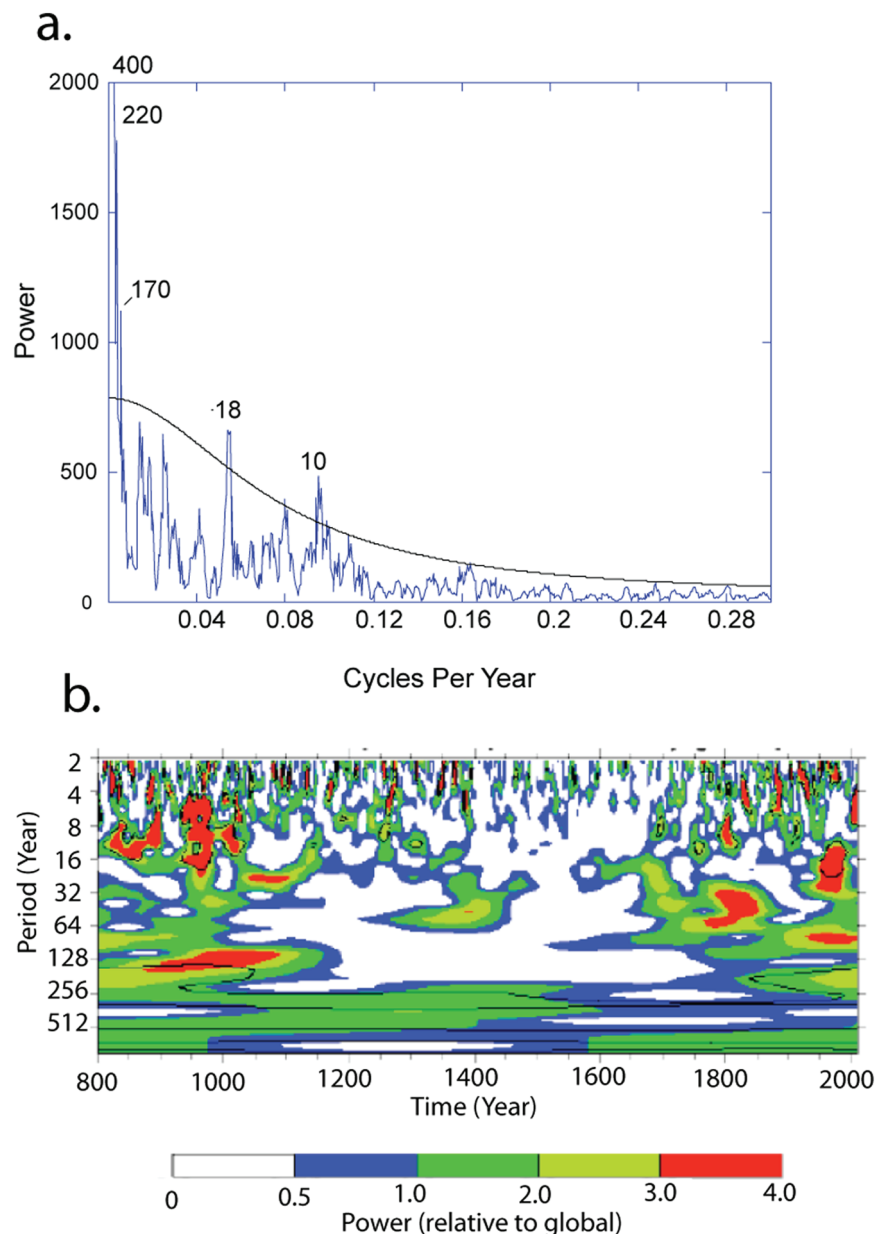 a.
400
2000
220
1500
170
1000
18
10
500
0
0.04 0.08 0.12 0.16 0.2 0.24 0.28
Power
Cycles Per Year
b.
2
4
8
16
32
64
128
256
512
Period (Year)
800 1000 1200 1400 1600 1800 2000
Time (Year)
0 0.5 1.0 2.0 3.0 4.0
Power (relative to global)